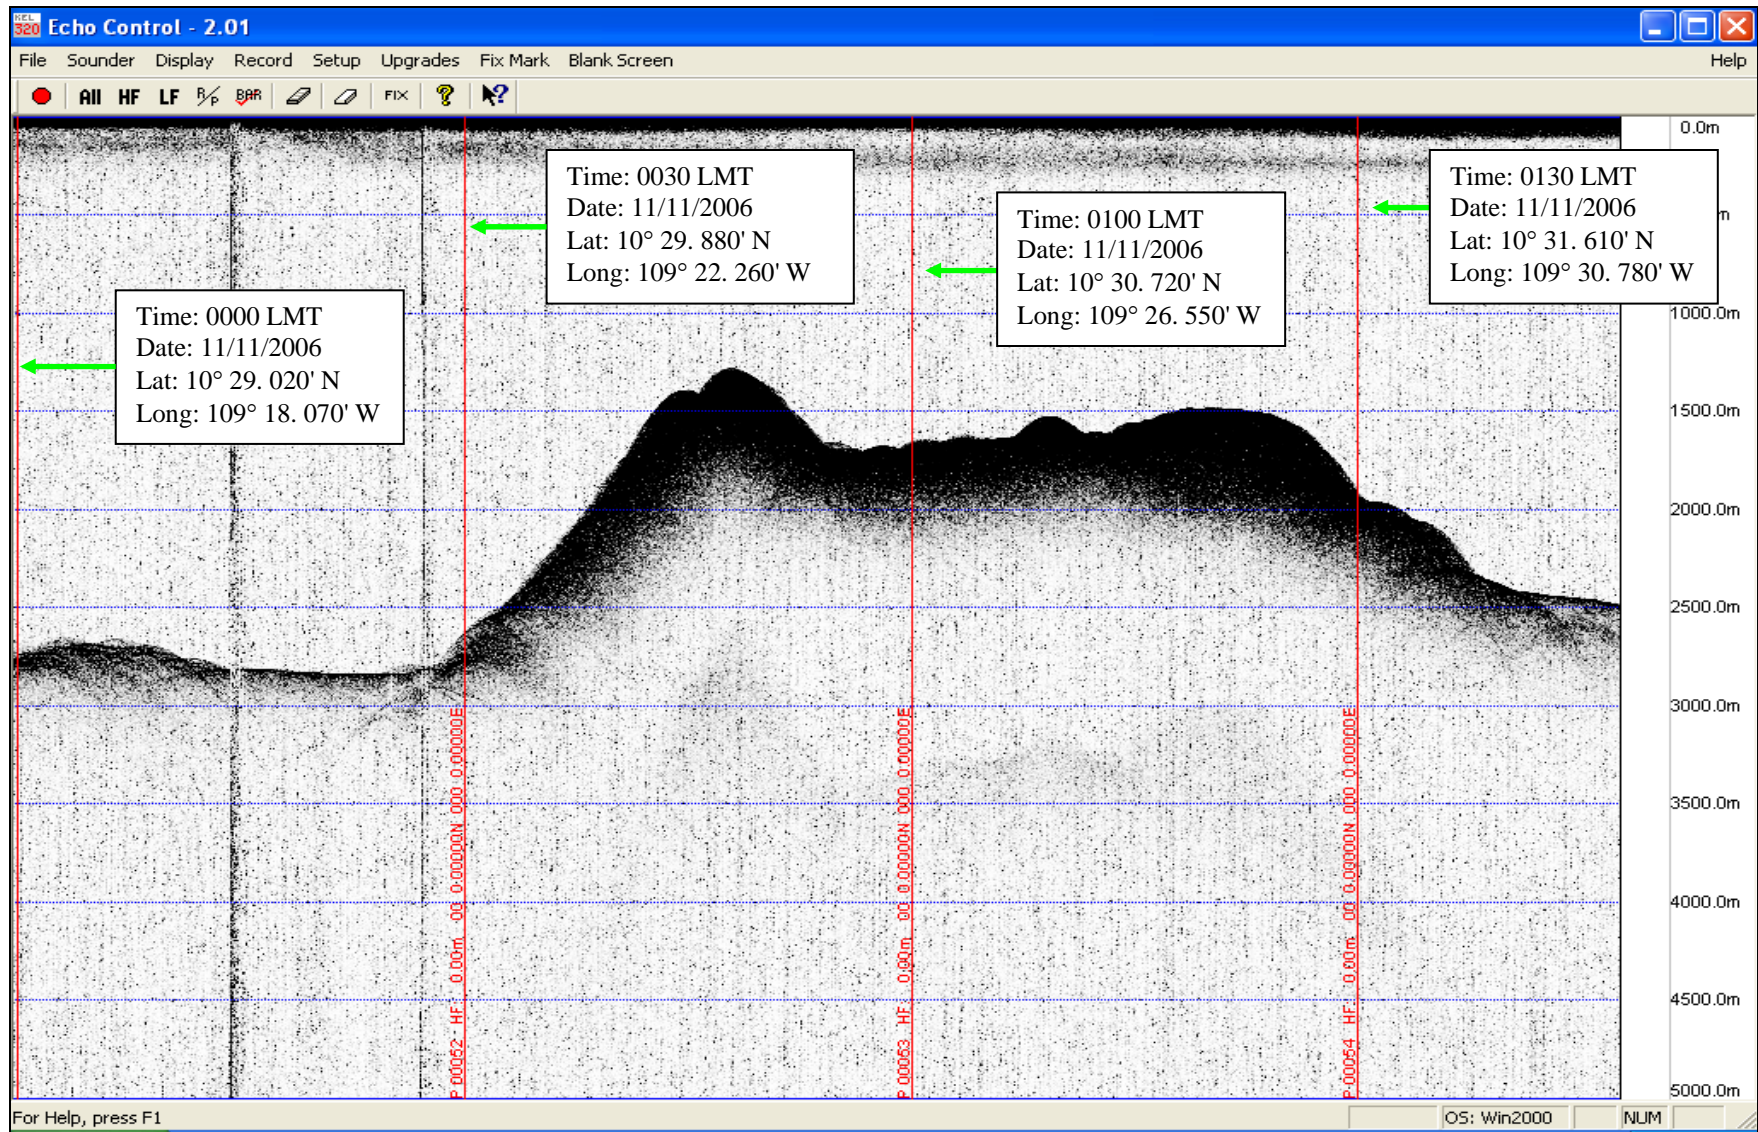 KEL
320
Echo Control - 2.01
File Sounder Display Record Setup Upgrades Fix Mark Blank Screen Help
All HF LF R/P BAR FIX
0.0m
Time: 0030 LMT
Date: 11/11/2006
Lat: 10° 29. 880' N
Long: 109° 22. 260' W
Time: 0100 LMT
Date: 11/11/2006
Lat: 10° 30. 720' N
Long: 109° 26. 550' W
Time: 0130 LMT
Date: 11/11/2006
Lat: 10° 31. 610' N
Long: 109° 30. 780' W
Time: 0000 LMT
Date: 11/11/2006
Lat: 10° 29. 020' N
Long: 109° 18. 070' W
m
1000.0m
1500.0m
2000.0m
2500.0m
3000.0m
3500.0m
4000.0m
4500.0m
5000.0m
P 00052 HF: 0.00m 00 0.00000N 000 0.00000E
P 00053 HF: 0.00m 00 0.00000N 000 0.00000E
P 00054 HF: 0.00m 00 0.00000N 000 0.00000E
For Help, press F1
OS: Win2000
NUM